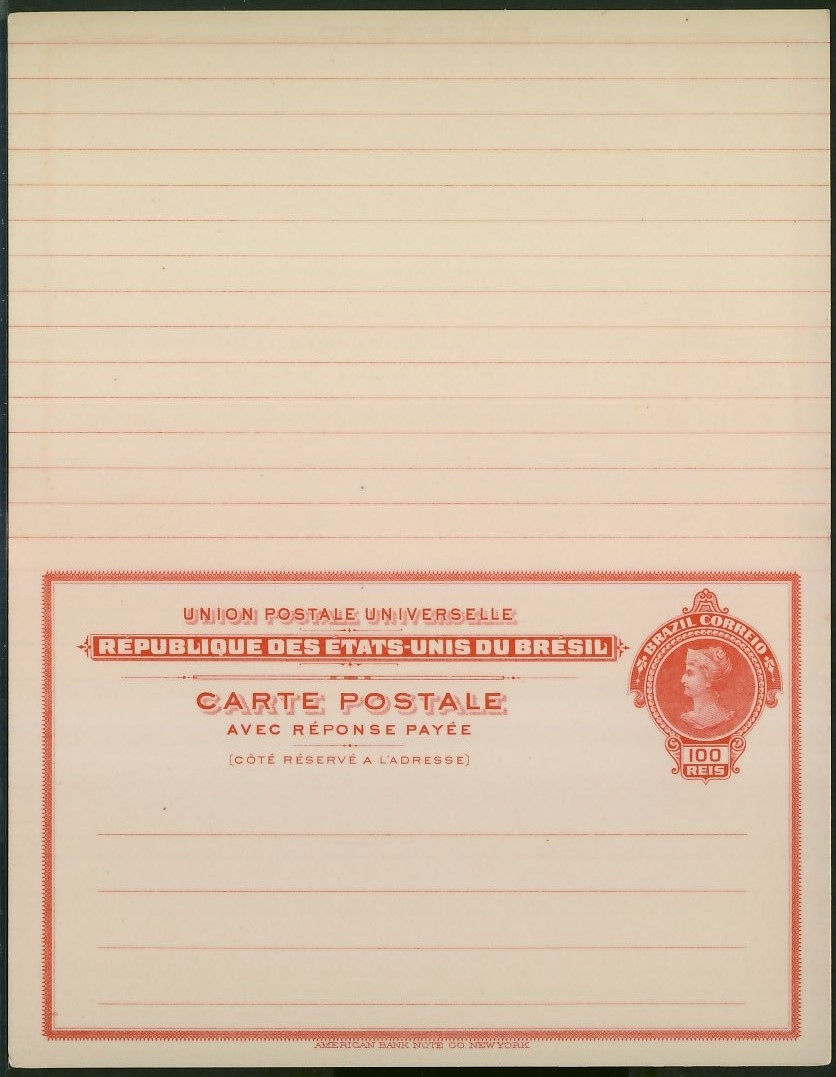 UNION POSTALE UNIVERSELLE
RÉPUBLIQUE DES ÉTATS-UNIS DU BRÉSIL
CARTE POSTALE
AVEC RÉPONSE PAYÉE
(CÔTÉ RÉSERVÉ A L'ADRESSE)
BRAZIL CORREIO
100
REIS
AMERICAN BANK NOTE CO NEW YORK